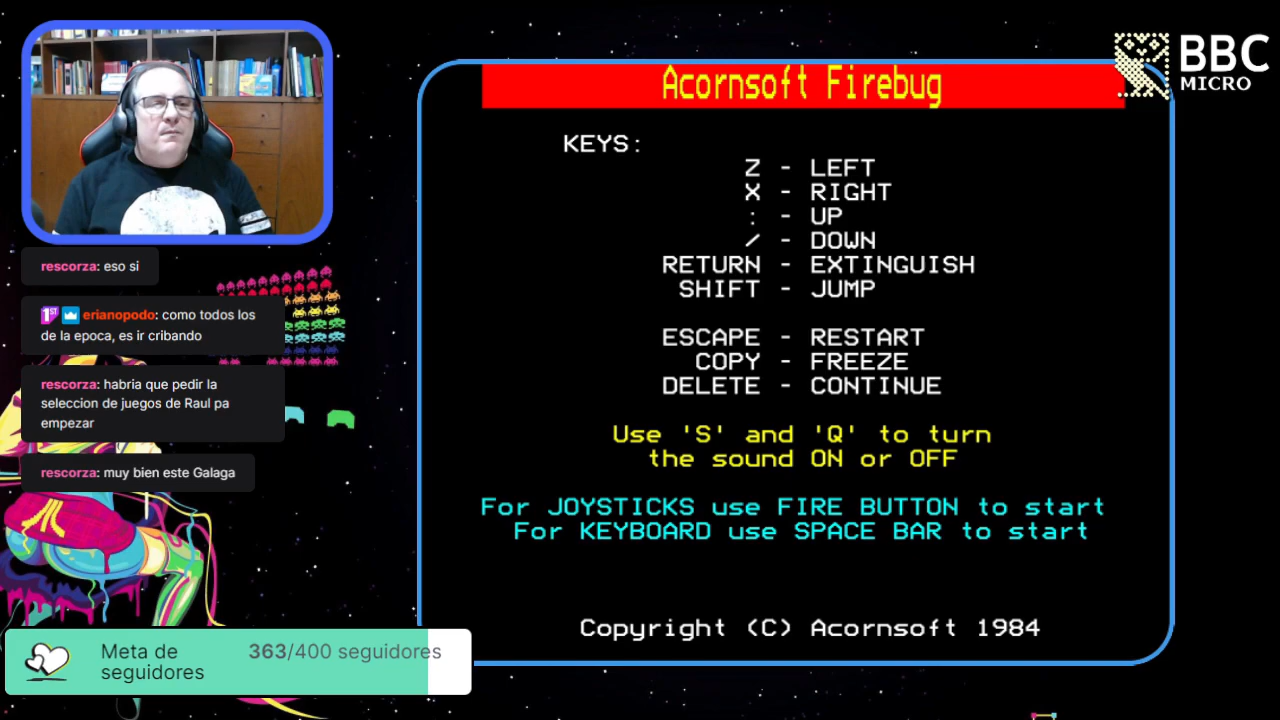 BBC
MICRO
Acornsoft Firebug
KEYS:
Z - LEFT
X - RIGHT
: - UP
/ - DOWN
RETURN - EXTINGUISH
SHIFT - JUMP
ESCAPE - RESTART
COPY - FREEZE
DELETE - CONTINUE
Use 'S' and 'Q' to turn
the sound ON or OFF
For JOYSTICKS use FIRE BUTTON to start
For KEYBOARD use SPACE BAR to start
Copyright (C) Acornsoft 1984
rescorza: eso si
1ST erianopodo: como todos los
de la epoca, es ir cribando
rescorza: habria que pedir la
seleccion de juegos de Raul pa
empezar
rescorza: muy bien este Galaga
Meta de
seguidores
363/400 seguidores